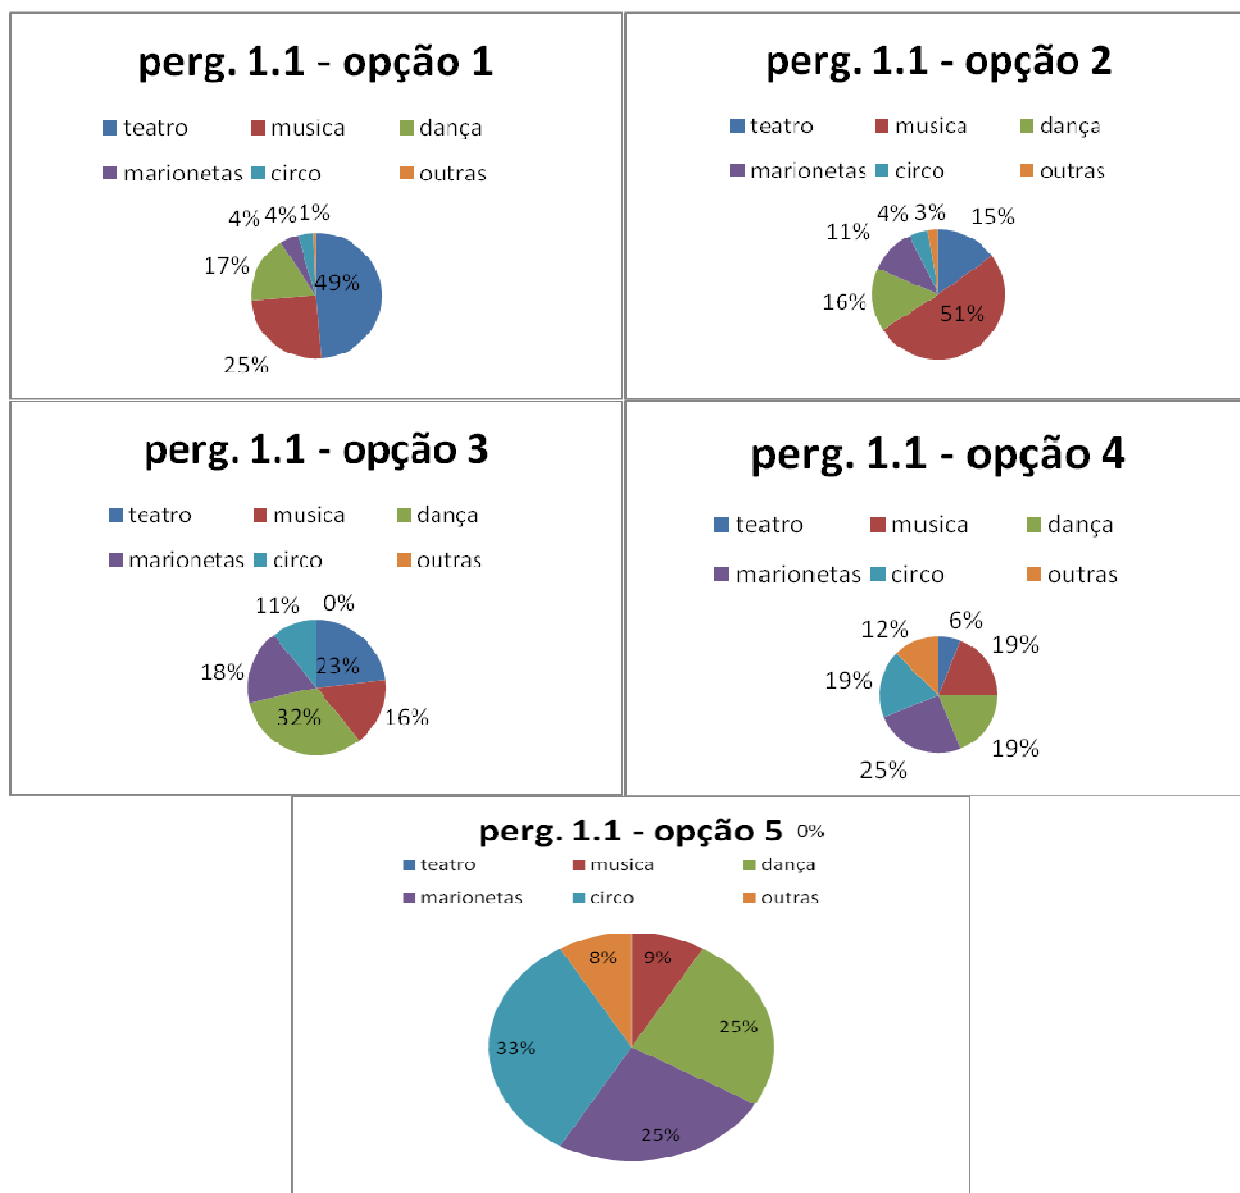 perg. 1.1 - opção 1
teatro musica dança
marionetas circo outras
4% 4% 1%
17% 49%
25%
perg. 1.1 - opção 2
teatro musica dança
marionetas circo outras
11% 4% 3% 15%
16% 51%
perg. 1.1 - opção 3
teatro musica dança
marionetas circo outras
11% 0%
18% 23%
32% 16%
perg. 1.1 - opção 4
teatro musica dança
marionetas circo outras
12% 6% 19%
19%
25% 19%
perg. 1.1 - opção 5 0%
teatro musica dança
marionetas circo outras
8% 9%
33% 25%
25%